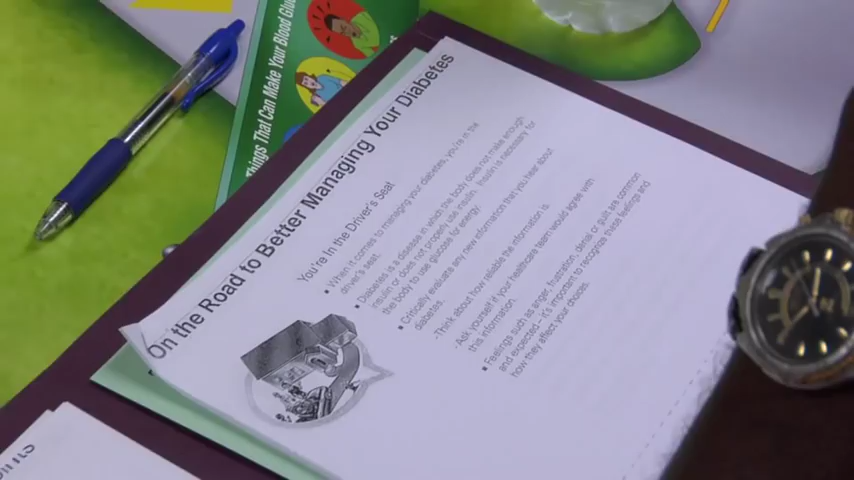 Things That Can Make Your Blood
On the Road to Better Managing Your Diabetes
You're In the Driver's Seat
▪ When it comes to managing your diabetes, you're in the
driver's seat.
▪ Diabetes is a disease in which the body does not make enough
insulin or does not properly use insulin. Insulin is necessary for
the body to use glucose for energy.
▪ Critically evaluate any new information that you hear about
diabetes.
- Think about how reliable the information is.
- Ask yourself if your healthcare team would agree with
this information.
▪ Feelings such as anger, frustration, denial or guilt are common
and expected – it's important to recognize these feelings and
how they affect your choices.